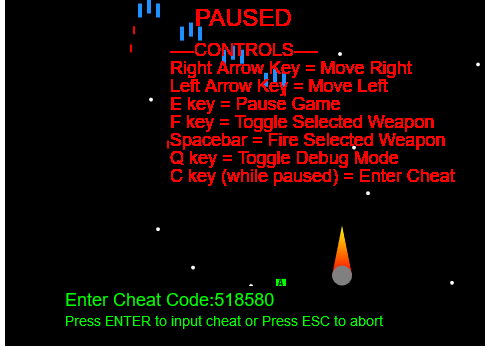 PAUSED
-----CONTROLS-----
Right Arrow Key = Move Right
Left Arrow Key = Move Left
E key = Pause Game
F key = Toggle Selected Weapon
Spacebar = Fire Selected Weapon
Q key = Toggle Debug Mode
C key (while paused) = Enter Cheat
A
Enter Cheat Code:518580
Press ENTER to input cheat or Press ESC to abort